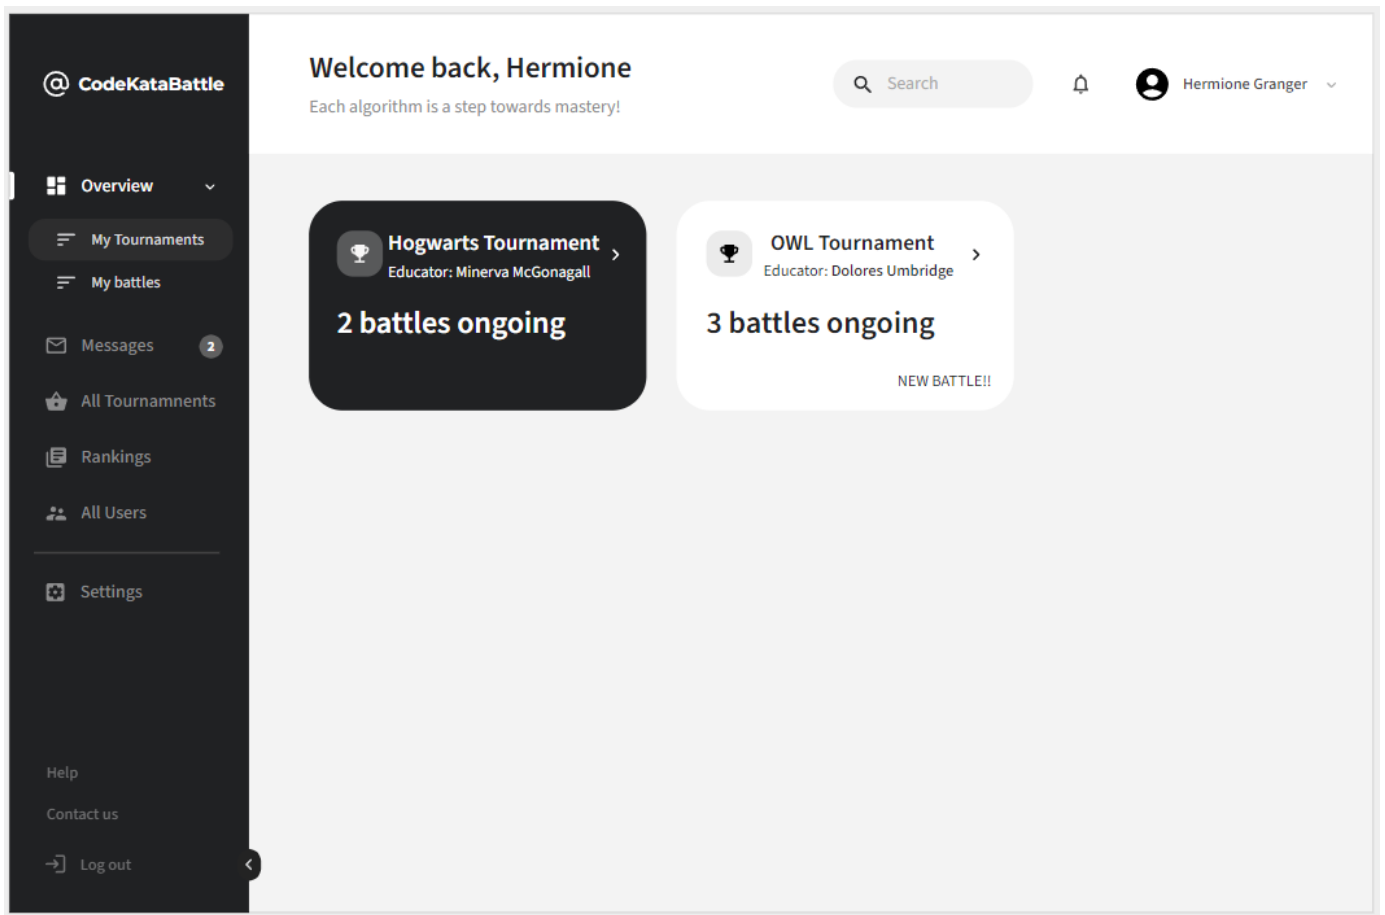 CodeKataBattle
Overview
My Tournaments
My battles
Messages 2
All Tournamnents
Rankings
All Users
Settings
Help
Contact us
Log out
Welcome back, Hermione
Each algorithm is a step towards mastery!
Search
Hermione Granger
Hogwarts Tournament
Educator: Minerva McGonagall
2 battles ongoing
OWL Tournament
Educator: Dolores Umbridge
3 battles ongoing
NEW BATTLE!!